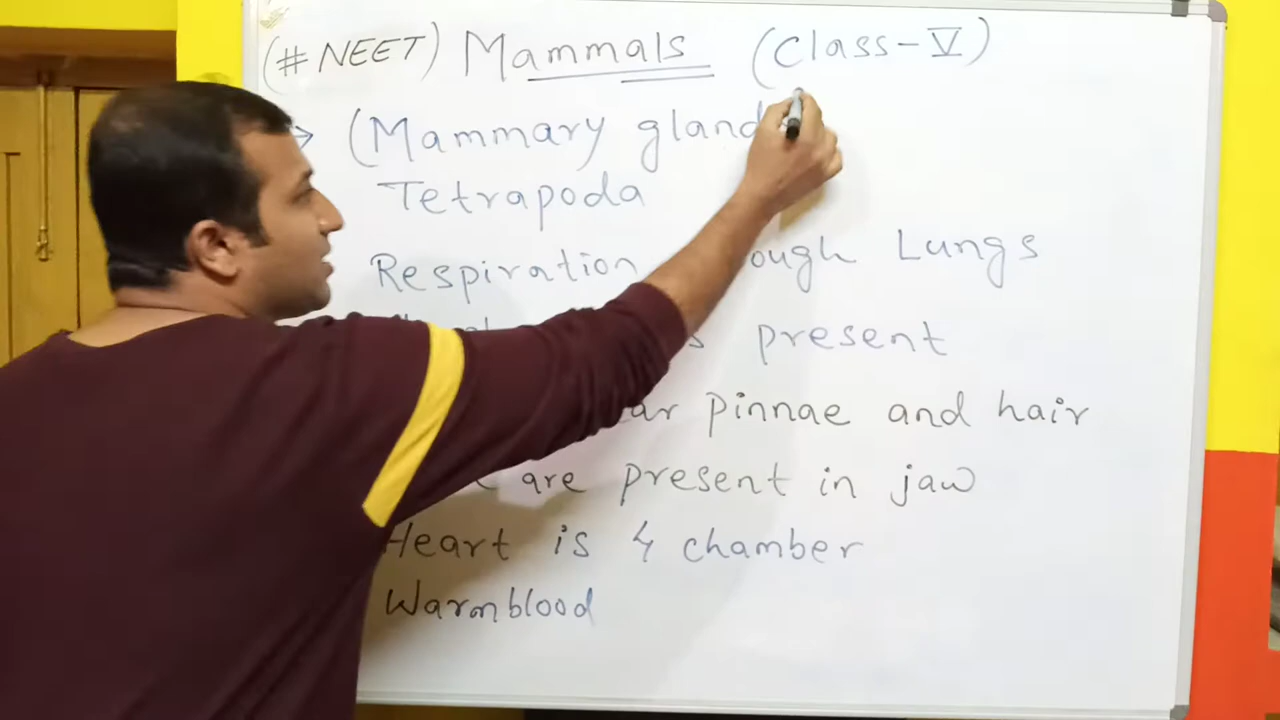 (# NEET) Mammals (Class-V)
(Mammary gland
Tetrapoda
Respiration Lungs
present
pinnae and hair
are present in jaw
Heart is 4 chamber
Warmblood